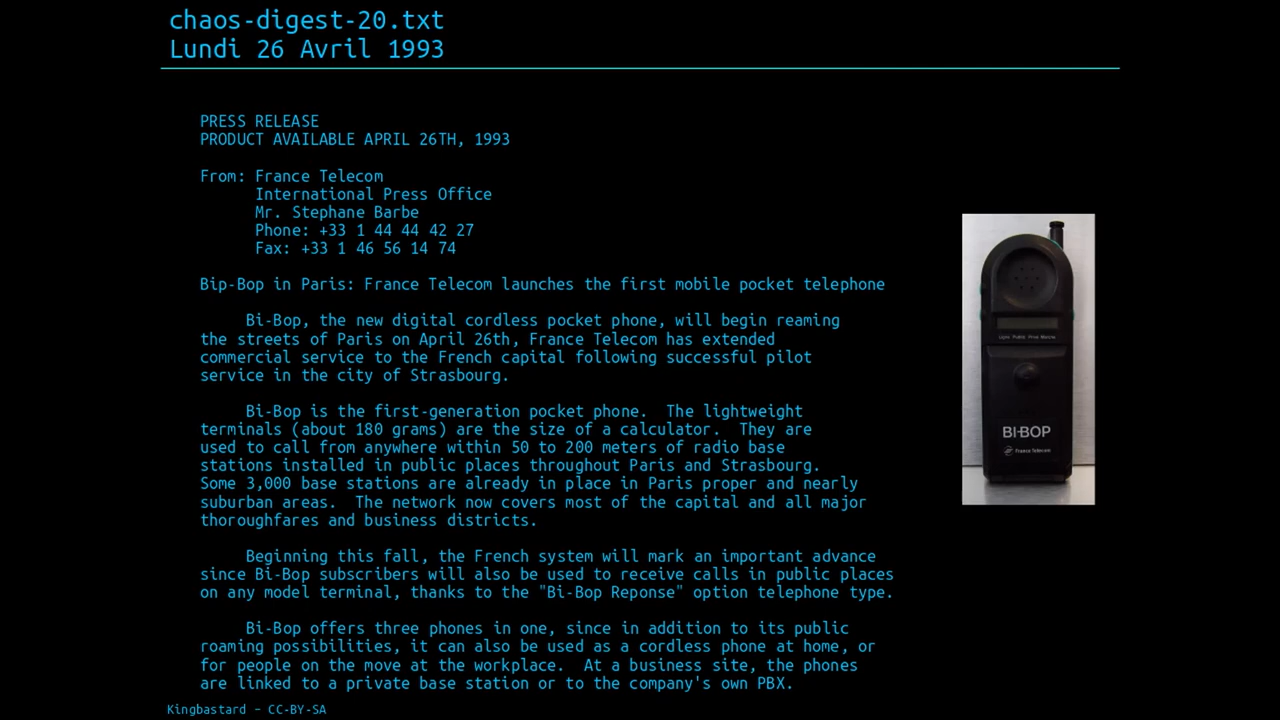 chaos-digest-20.txt
Lundi 26 Avril 1993
PRESS RELEASE
PRODUCT AVAILABLE APRIL 26TH, 1993
From: France Telecom
International Press Office
Mr. Stephane Barbe
Phone: +33 1 44 44 42 27
Fax: +33 1 46 56 14 74
Bip-Bop in Paris: France Telecom launches the first mobile pocket telephone
Bi-Bop, the new digital cordless pocket phone, will begin reaming
the streets of Paris on April 26th, France Telecom has extended
commercial service to the French capital following successful pilot
service in the city of Strasbourg.
Bi-Bop is the first-generation pocket phone.  The lightweight
terminals (about 180 grams) are the size of a calculator.  They are
used to call from anywhere within 50 to 200 meters of radio base
stations installed in public places throughout Paris and Strasbourg.
Some 3,000 base stations are already in place in Paris proper and nearly
suburban areas.  The network now covers most of the capital and all major
thoroughfares and business districts.
Beginning this fall, the French system will mark an important advance
since Bi-Bop subscribers will also be used to receive calls in public places
on any model terminal, thanks to the "Bi-Bop Reponse" option telephone type.
Bi-Bop offers three phones in one, since in addition to its public
roaming possibilities, it can also be used as a cordless phone at home, or
for people on the move at the workplace.  At a business site, the phones
are linked to a private base station or to the company's own PBX.
BI-BOP
France Telecom
Kingbastard - CC-BY-SA